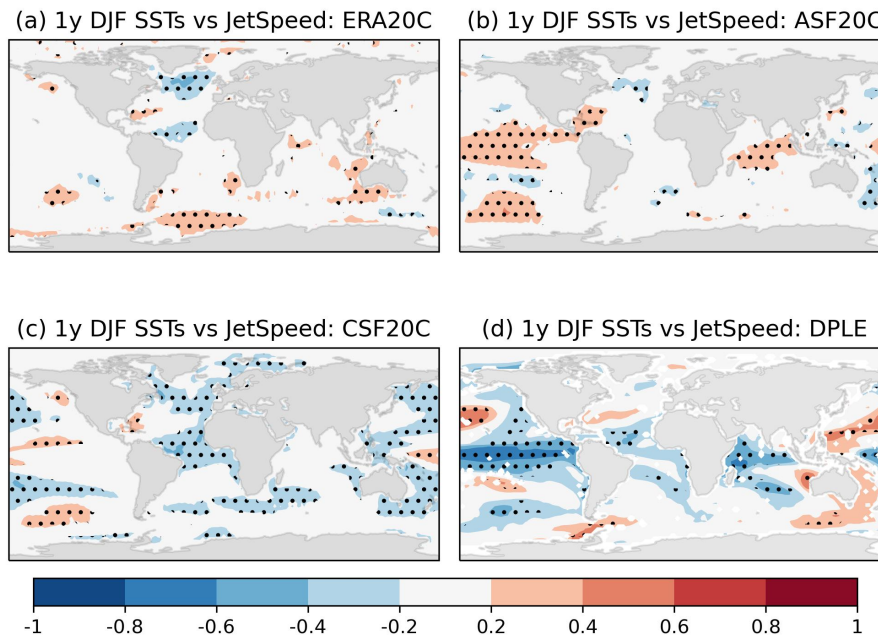 (a) 1y DJF SSTs vs JetSpeed: ERA20C
(b) 1y DJF SSTs vs JetSpeed: ASF20C
(c) 1y DJF SSTs vs JetSpeed: CSF20C
(d) 1y DJF SSTs vs JetSpeed: DPLE
-1 -0.8 -0.6 -0.4 -0.2 0.2 0.4 0.6 0.8 1